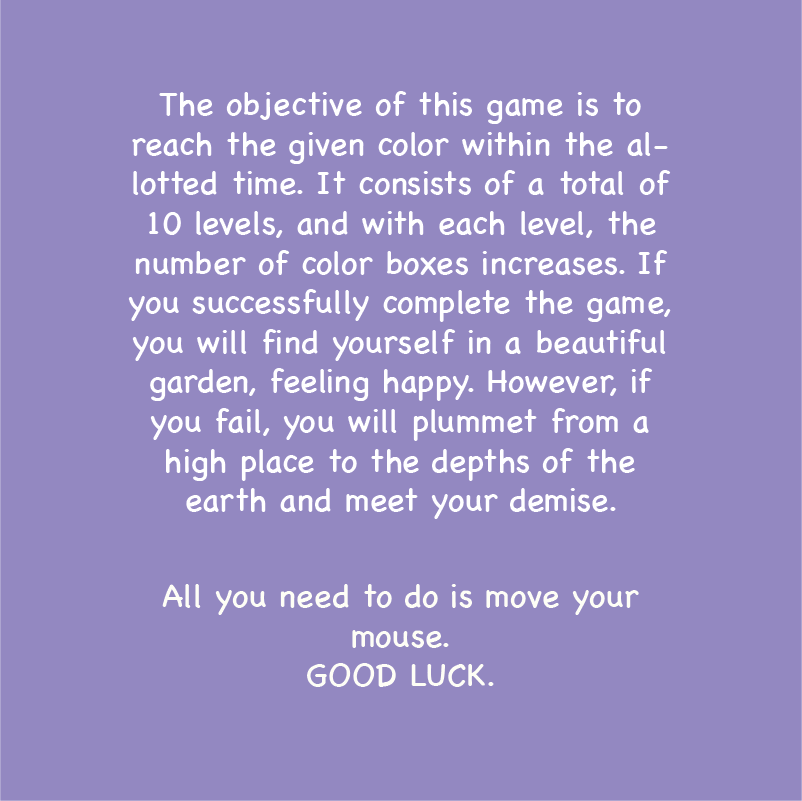 The objective of this game is to
reach the given color within the al-
lotted time. It consists of a total of
10 levels, and with each level, the
number of color boxes increases. If
you successfully complete the game,
you will find yourself in a beautiful
garden, feeling happy. However, if
you fail, you will plummet from a
high place to the depths of the
earth and meet your demise.
All you need to do is move your
mouse.
GOOD LUCK.